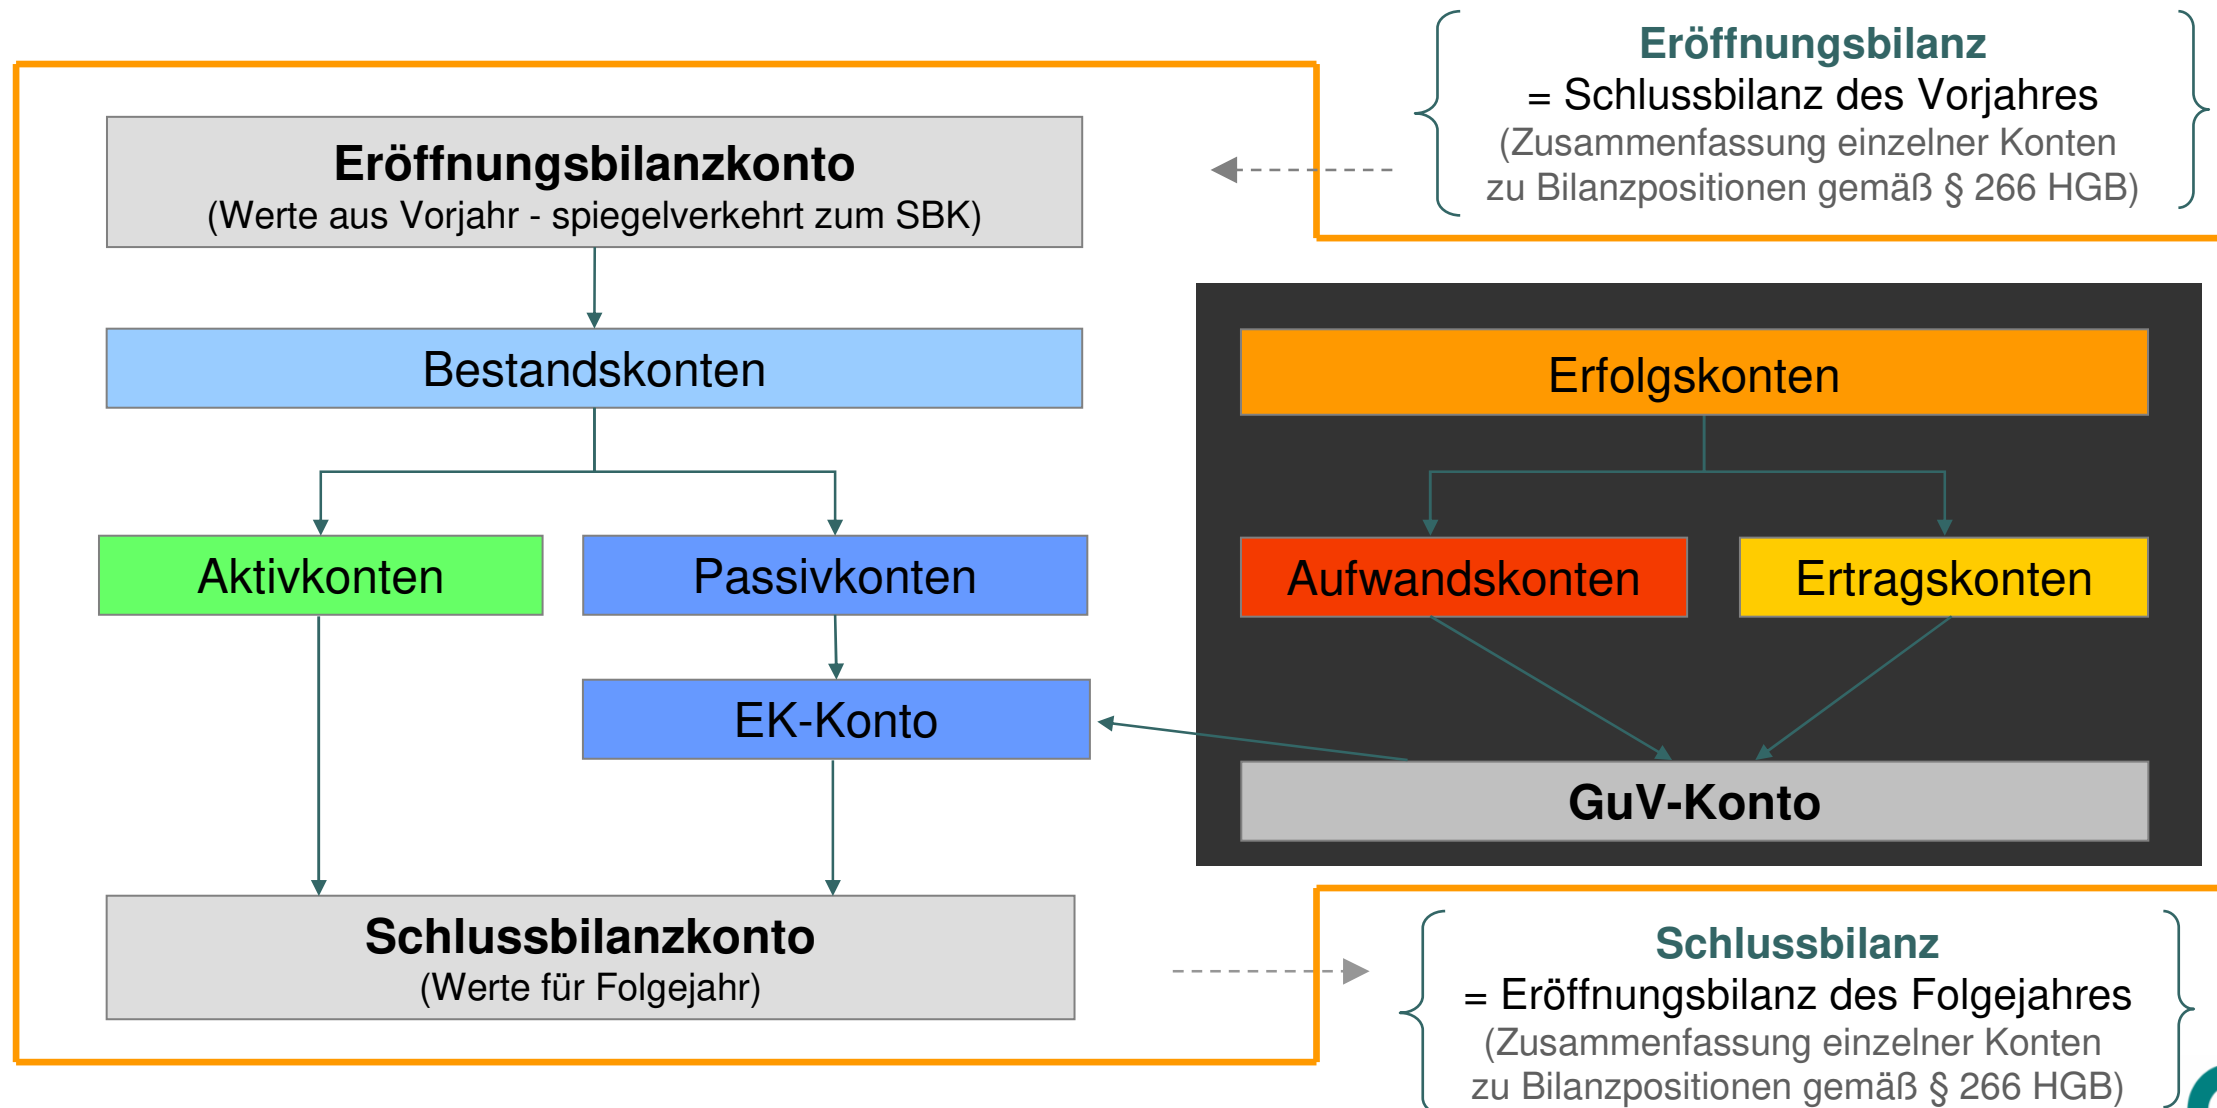 Eröffnungsbilanz
= Schlussbilanz des Vorjahres
(Zusammenfassung einzelner Konten
zu Bilanzpositionen gemäß § 266 HGB)
Eröffnungsbilanzkonto
(Werte aus Vorjahr - spiegelverkehrt zum SBK)
Bestandskonten
Erfolgskonten
Aktivkonten
Passivkonten
Aufwandskonten
Ertragskonten
EK-Konto
GuV-Konto
Schlussbilanzkonto
(Werte für Folgejahr)
Schlussbilanz
= Eröffnungsbilanz des Folgejahres
(Zusammenfassung einzelner Konten
zu Bilanzpositionen gemäß § 266 HGB)